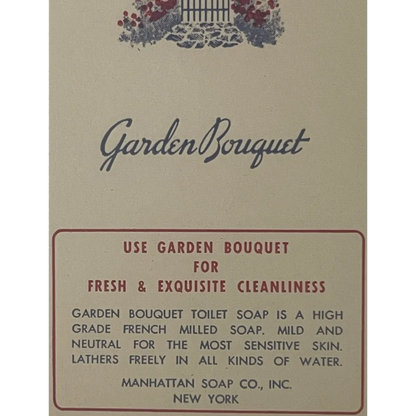 Garden Bouquet
USE GARDEN BOUQUET
FOR
FRESH & EXQUISITE CLEANLINESS
GARDEN BOUQUET TOILET SOAP IS A HIGH
GRADE FRENCH MILLED SOAP. MILD AND
NEUTRAL FOR THE MOST SENSITIVE SKIN.
LATHERS FREELY IN ALL KINDS OF WATER.
MANHATTAN SOAP CO., INC.
NEW YORK